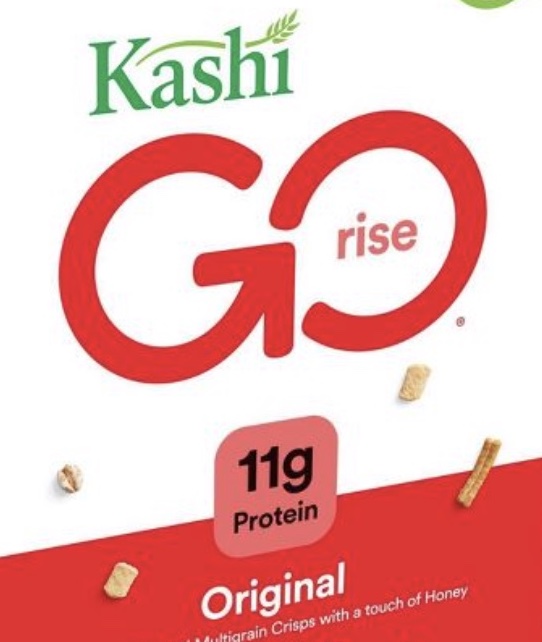 Kashi
GO
rise
®
11g
Protein
Original
Multigrain Crisps with a touch of Honey